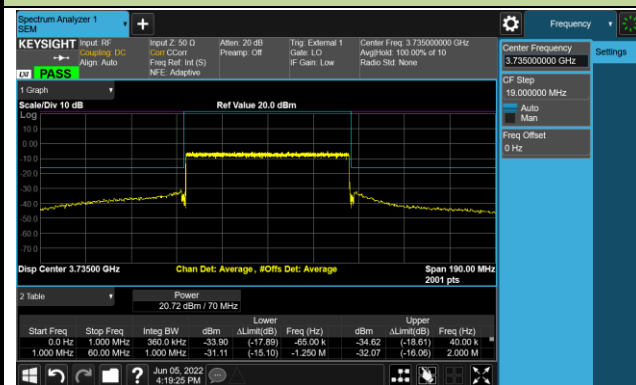 Spectrum Analyzer 1
SEM
+
Frequency
KEYSIGHT
Input: RF
Coupling: DC
Align: Auto
Input Z: 50 Ω
Corr CCorr
Freq Ref: Int (S)
NFE: Adaptive
Atten: 20 dB
Preamp: Off
Trig: External 1
Gate: LO
IF Gain: Low
Center Freq: 3.735000000 GHz
Avg|Hold: 100.00% of 10
Radio Std: None
LXI PASS
Center Frequency
3.735000000 GHz
Settings
CF Step
19.000000 MHz
Auto
Man
Freq Offset
0 Hz
1 Graph
Scale/Div 10 dB
Ref Value 20.0 dBm
Log
10.0
0.00
-10.0
-20.0
-30.0
-40.0
-50.0
-60.0
-70.0
Disp Center 3.73500 GHz
Chan Det: Average , #Offs Det: Average
Span 190.00 MHz
2001 pts
2 Table
Power
20.72 dBm / 70 MHz
Lower Upper
Start Freq Stop Freq Integ BW dBm ΔLimit(dB) Freq (Hz) dBm ΔLimit(dB) Freq (Hz)
0.0 Hz 1.000 MHz 360.0 kHz -33.90 (-17.89) -65.00 k -34.62 (-18.61) 40.00 k
1.000 MHz 60.00 MHz 1.000 MHz -31.11 (-15.10) -1.250 M -32.07 (-16.06) 2.000 M
?
Jun 05, 2022
4:19:25 PM